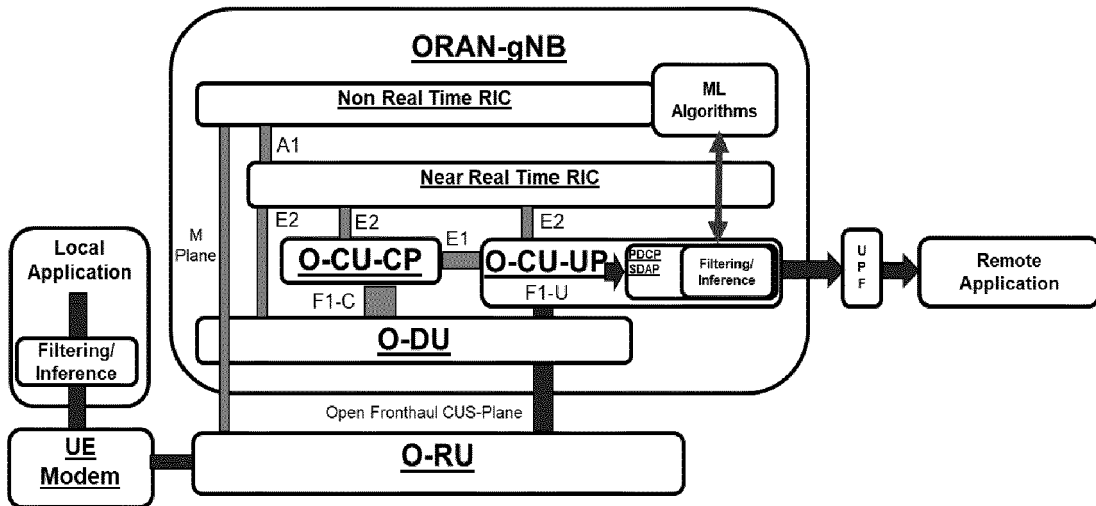 ORAN-gNB
Non Real Time RIC
ML
Algorithms
A1
Near Real Time RIC
M
Plane
E2
E2
E2
E1
Local
Application
O-CU-CP
O-CU-UP
PDCP
SDAP
Filtering/
Inference
F1-C
F1-U
U
P
F
Remote
Application
O-DU
Filtering/
Inference
Open Fronthaul CUS-Plane
UE
Modem
O-RU